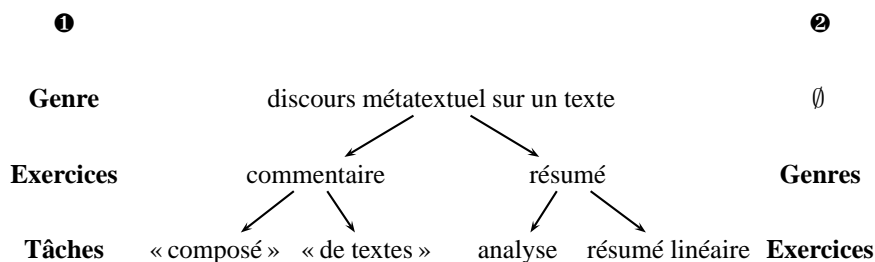 ❶ ❷
Genre discours métatextuel sur un texte ∅
Exercices commentaire résumé Genres
Tâches « composé » « de textes » analyse résumé linéaire Exercices